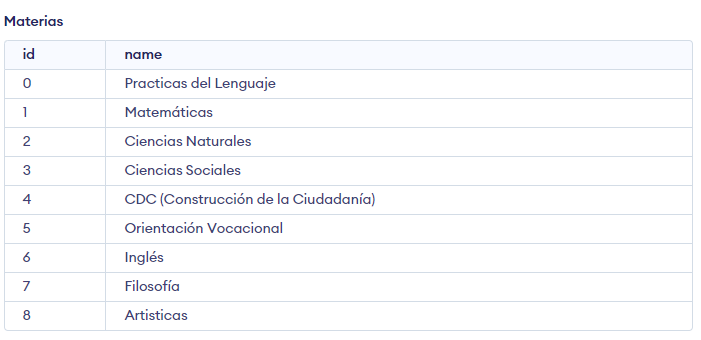 Materias
id name
0 Practicas del Lenguaje
1 Matemáticas
2 Ciencias Naturales
3 Ciencias Sociales
4 CDC (Construcción de la Ciudadanía)
5 Orientación Vocacional
6 Inglés
7 Filosofía
8 Artisticas